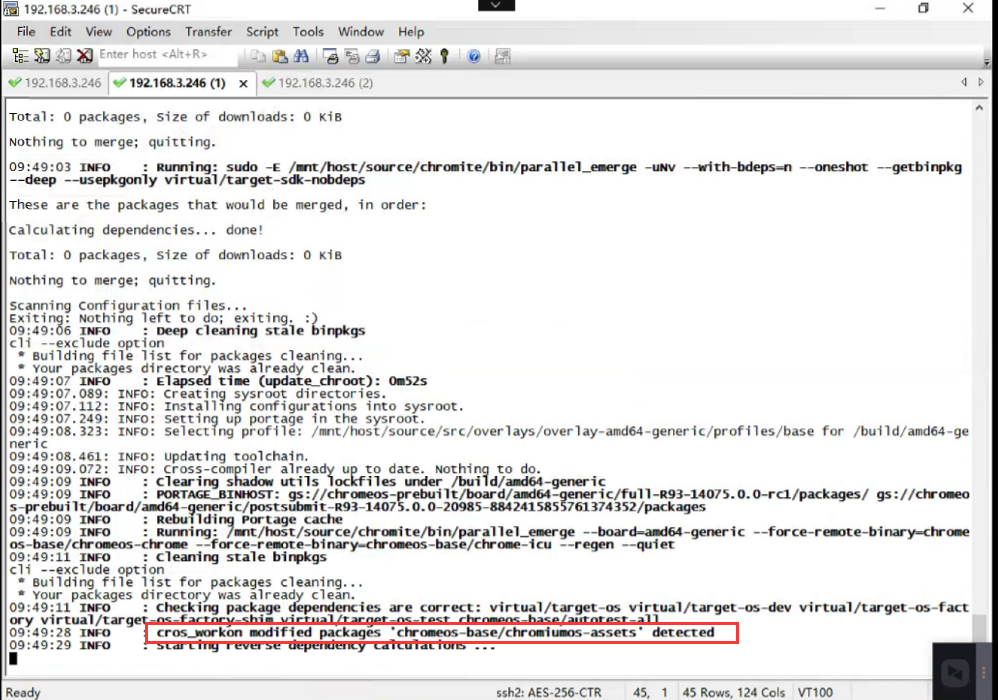 192.168.3.246 (1) - SecureCRT
File Edit View Options Transfer Script Tools Window Help
Enter host <Alt+R>
192.168.3.246 192.168.3.246 (1) 192.168.3.246 (2)
Total: 0 packages, Size of downloads: 0 KiB
Nothing to merge; quitting.
09:49:03 INFO    : Running: sudo -E /mnt/host/source/chromite/bin/parallel_emerge -uNv --with-bdeps=n --oneshot --getbinpkg
--deep --usepkgonly virtual/target-sdk-nobdeps
These are the packages that would be merged, in order:
Calculating dependencies... done!
Total: 0 packages, Size of downloads: 0 KiB
Nothing to merge; quitting.
Scanning Configuration files...
Exiting: Nothing left to do; exiting. :)
09:49:06 INFO    : Deep cleaning stale binpkgs
cli --exclude option
 * Building file list for packages cleaning...
 * Your packages directory was already clean.
09:49:07 INFO    : Elapsed time (update_chroot): 0m52s
09:49:07.089: INFO: Creating sysroot directories.
09:49:07.112: INFO: Installing configurations into sysroot.
09:49:07.249: INFO: Setting up portage in the sysroot.
09:49:08.323: INFO: Selecting profile: /mnt/host/source/src/overlays/overlay-amd64-generic/profiles/base for /build/amd64-ge
neric
09:49:08.461: INFO: Updating toolchain.
09:49:09.072: INFO: Cross-compiler already up to date. Nothing to do.
09:49:09 INFO    : Clearing shadow utils lockfiles under /build/amd64-generic
09:49:09 INFO    : PORTAGE_BINHOST: gs://chromeos-prebuilt/board/amd64-generic/full-R93-14075.0.0-rc1/packages/ gs://chromeo
s-prebuilt/board/amd64-generic/postsubmit-R93-14075.0.0-20985-8842415855761374352/packages
09:49:09 INFO    : Rebuilding Portage cache
09:49:09 INFO    : Running: /mnt/host/source/chromite/bin/parallel_emerge --board=amd64-generic --force-remote-binary=chrome
os-base/chromeos-chrome --force-remote-binary=chromeos-base/chrome-icu --regen --quiet
09:49:11 INFO    : Cleaning stale binpkgs
cli --exclude option
 * Building file list for packages cleaning...
 * Your packages directory was already clean.
09:49:11 INFO    : Checking package dependencies are correct: virtual/target-os virtual/target-os-dev virtual/target-os-fact
ory virtual/target-os-factory-shim virtual/target-os-test chromeos-base/autotest-all
09:49:28 INFO    : cros_workon modified packages 'chromeos-base/chromiumos-assets' detected
09:49:29 INFO    : starting reverse dependency calculations ...
Ready ssh2: AES-256-CTR 45, 1 45 Rows, 124 Cols VT100